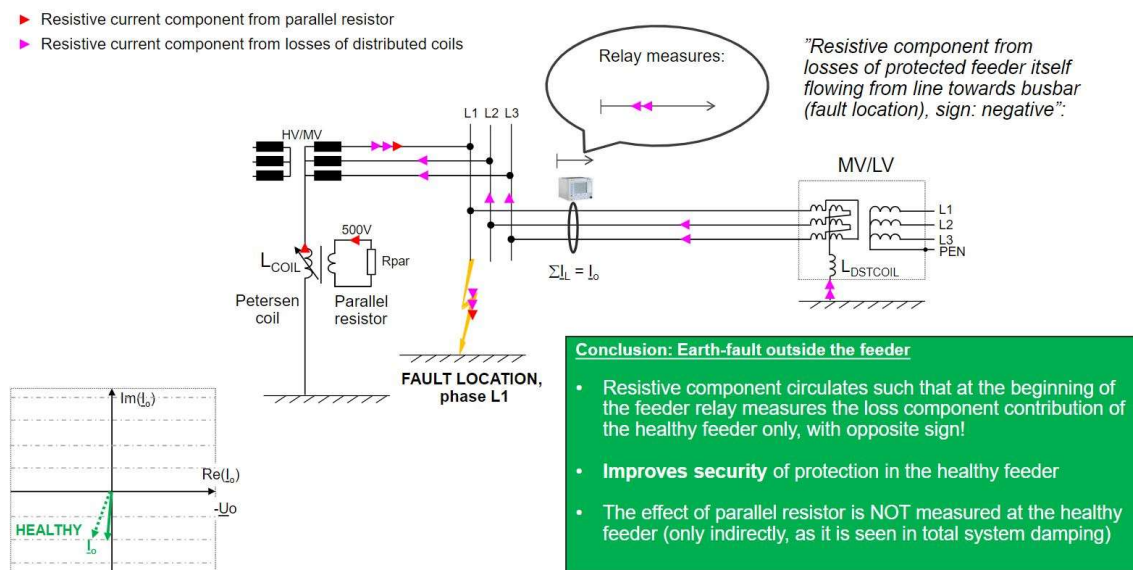 Resistive current component from parallel resistor
Resistive current component from losses of distributed coils
Relay measures:
"Resistive component from
losses of protected feeder itself
flowing from line towards busbar
(fault location), sign: negative":
L1 L2 L3
HV/MV
MV/LV
L1
L2
L3
PEN
500V
LCOIL
Rpar
ΣIL = Io
LDSTCOIL
Petersen
coil
Parallel
resistor
FAULT LOCATION,
phase L1
Im(Io)
Re(Io)
-Uo
HEALTHY
Io
Conclusion: Earth-fault outside the feeder
• Resistive component circulates such that at the beginning of
the feeder relay measures the loss component contribution of
the healthy feeder only, with opposite sign!
• Improves security of protection in the healthy feeder
• The effect of parallel resistor is NOT measured at the healthy
feeder (only indirectly, as it is seen in total system damping)